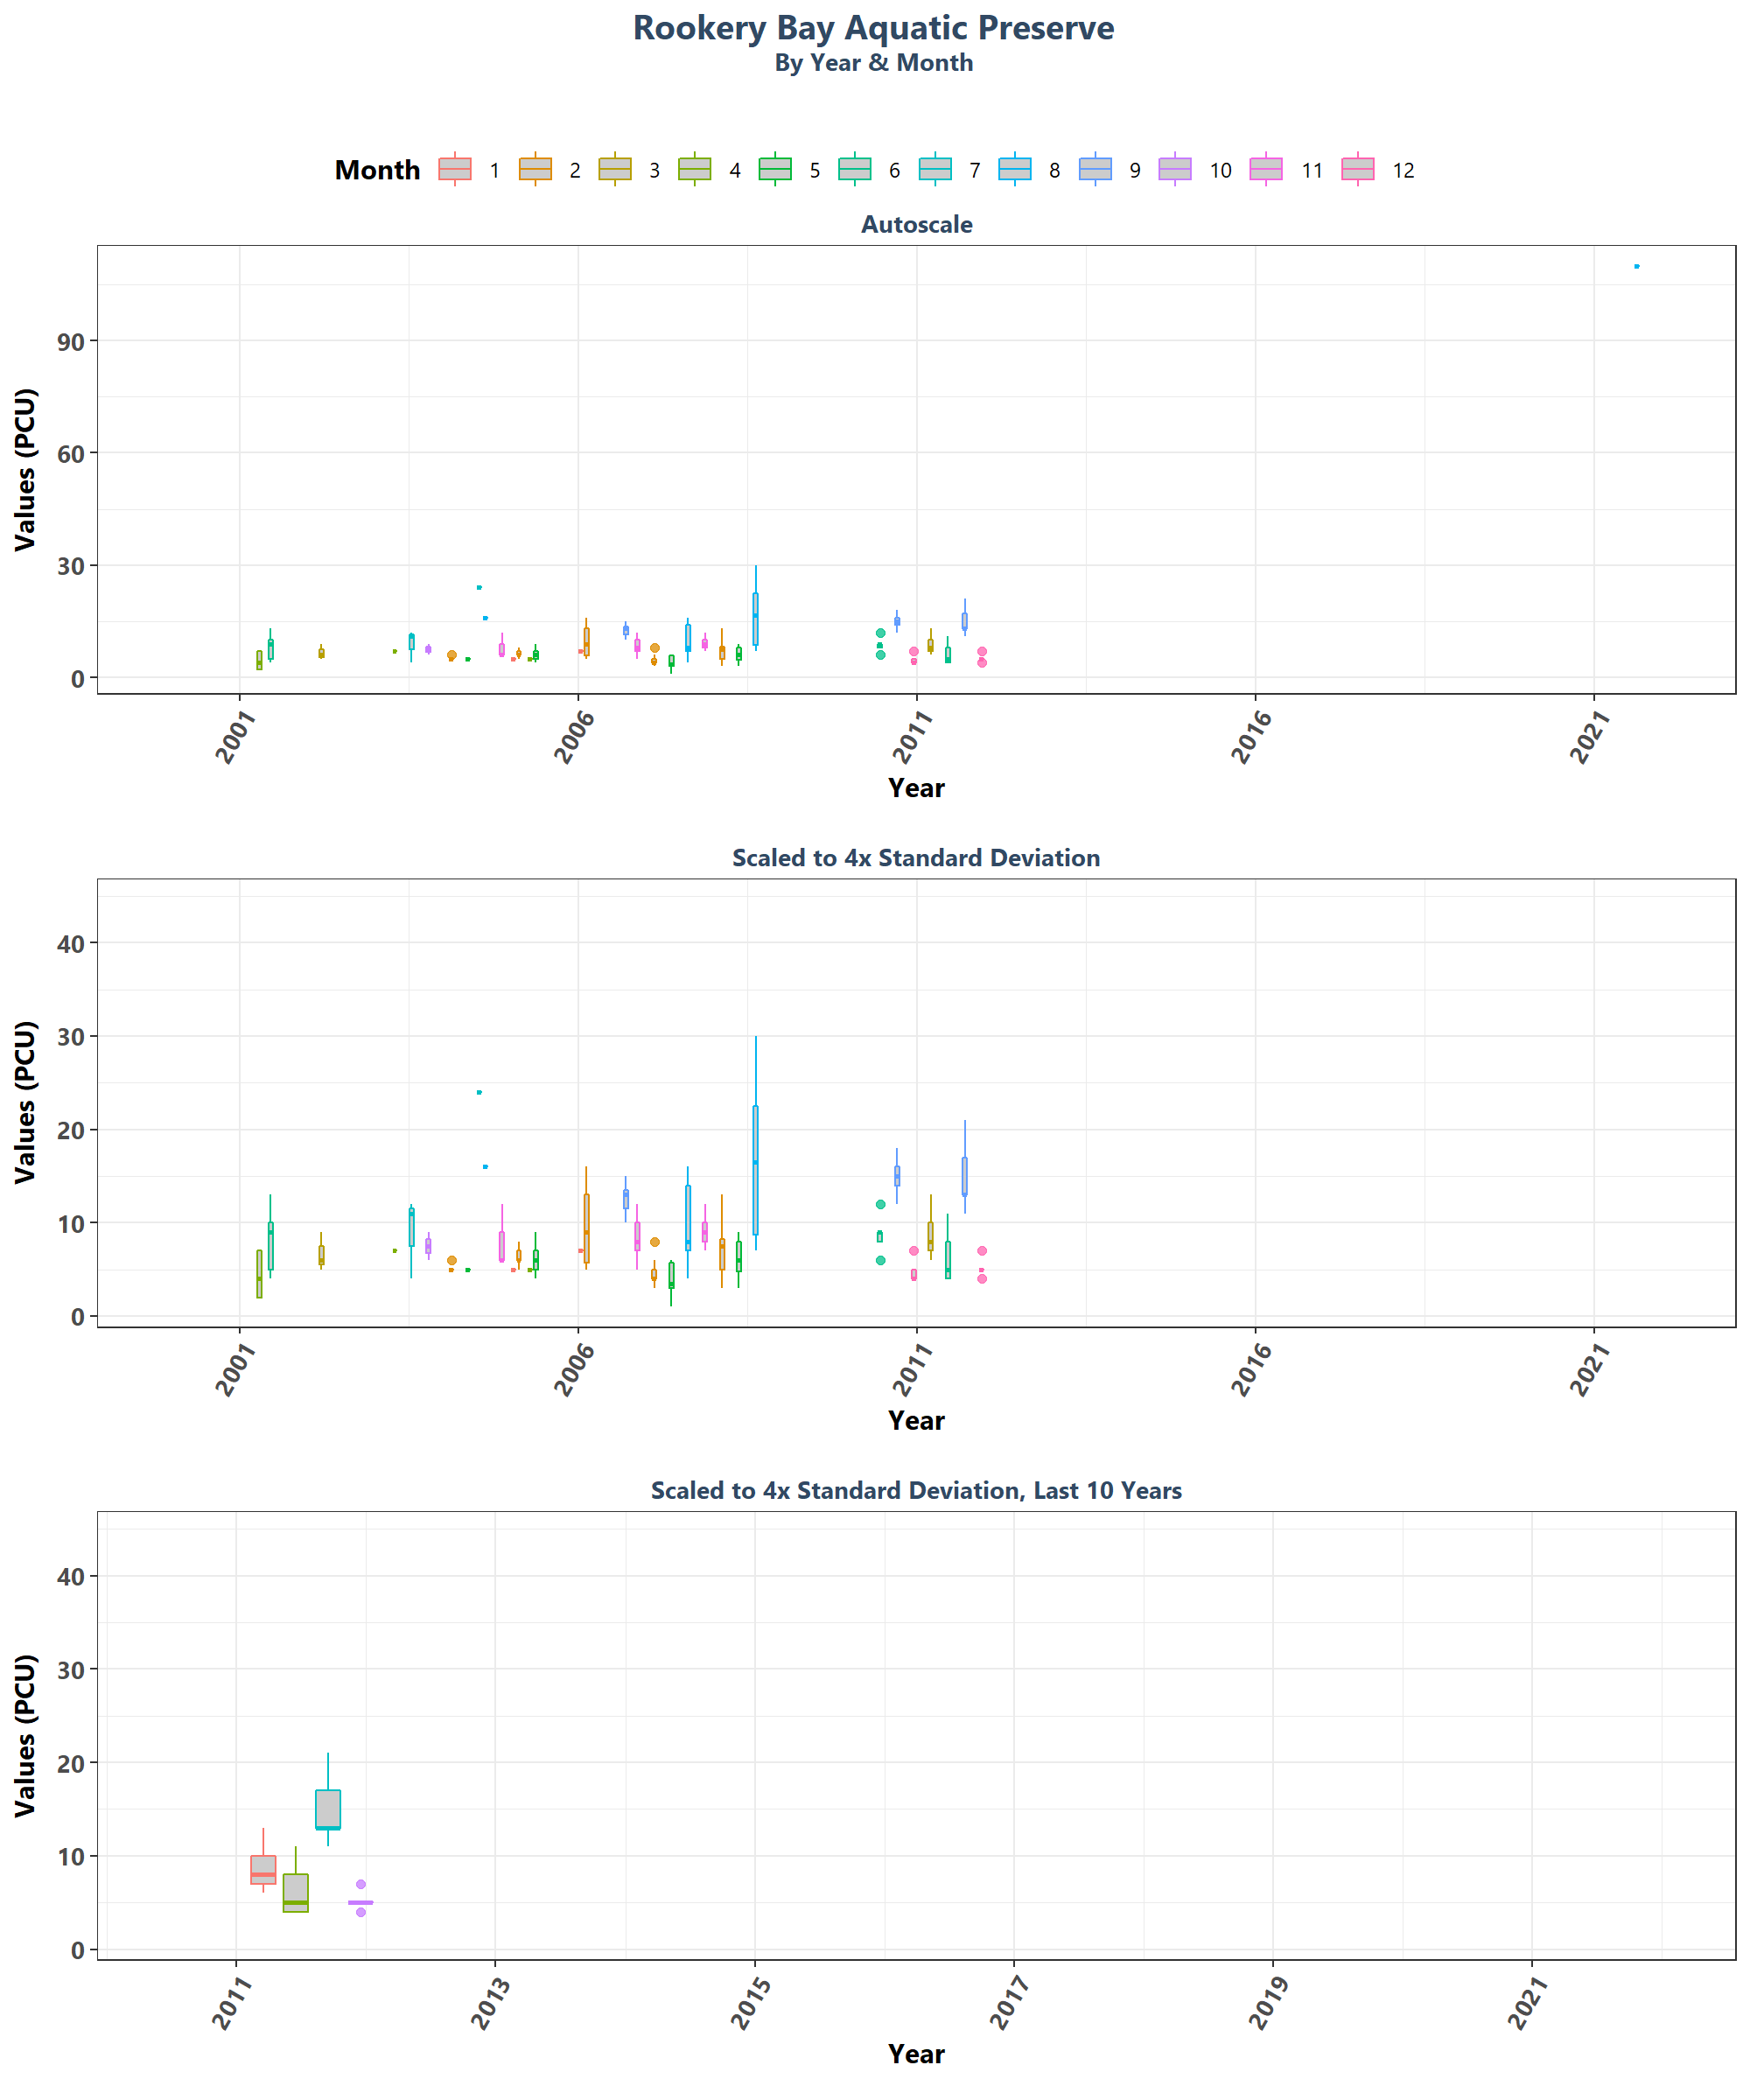 Rookery Bay Aquatic Preserve
By Year & Month
Month 1 2 3 4 5 6 7 8 9 10 11 12
Autoscale
Values (PCU)
90
60
30
0
2001 2006 2011 2016 2021
Year
Scaled to 4x Standard Deviation
Values (PCU)
40
30
20
10
0
2001 2006 2011 2016 2021
Year
Scaled to 4x Standard Deviation, Last 10 Years
Values (PCU)
40
30
20
10
0
2011 2013 2015 2017 2019 2021
Year